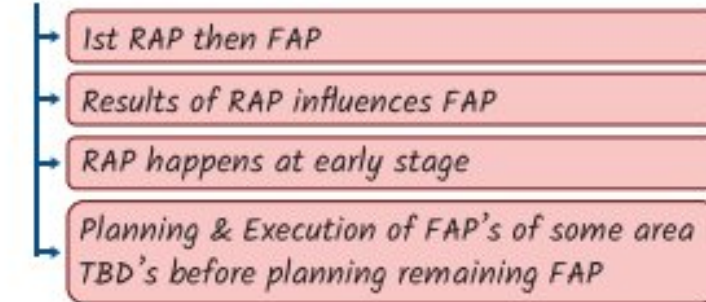 1st RAP then FAP
Results of RAP influences FAP
RAP happens at early stage
Planning & Execution of FAP's of some area
TBD's before planning remaining FAP